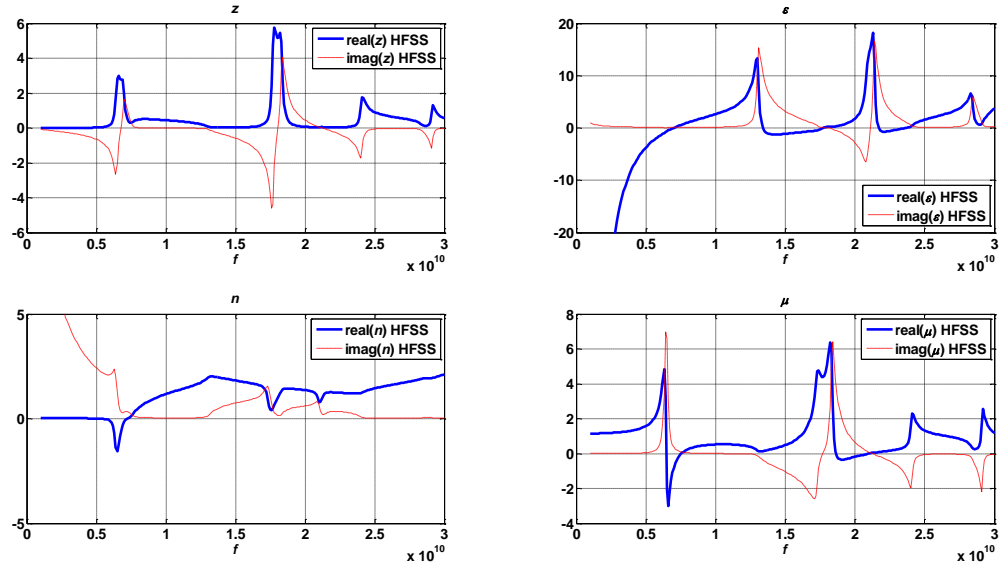 z
6
4
2
0
-2
-4
-6
0
0.5
1
1.5
2
2.5
3
x 10^10
f
real(z) HFSS
imag(z) HFSS
ε
20
10
0
-10
-20
0
0.5
1
1.5
2
2.5
3
x 10^10
f
real(ε) HFSS
imag(ε) HFSS
n
5
0
-5
0
0.5
1
1.5
2
2.5
3
x 10^10
f
real(n) HFSS
imag(n) HFSS
μ
8
6
4
2
0
-2
-4
0
0.5
1
1.5
2
2.5
3
x 10^10
f
real(μ) HFSS
imag(μ) HFSS